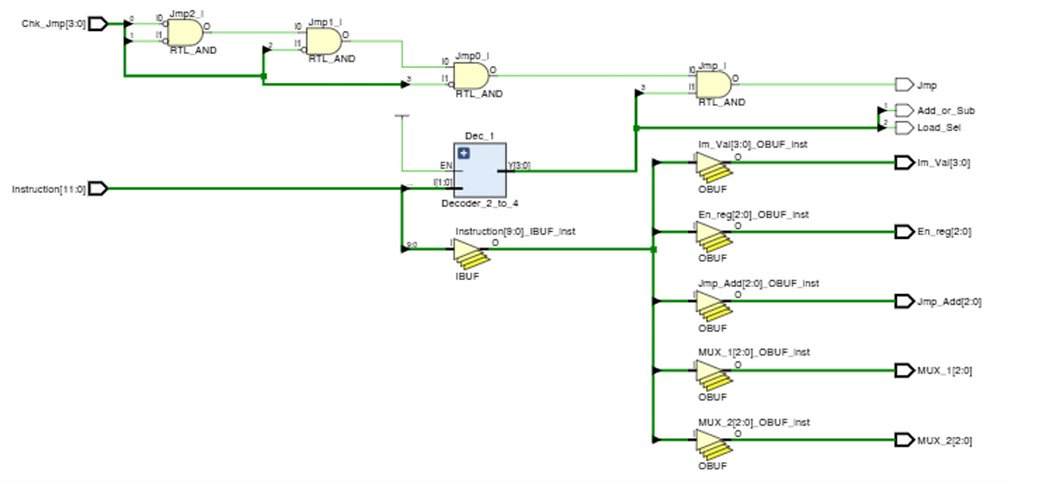 Chk_Jmp[3:0]
Jmp2_i
0
1
I0
I1
O
RTL_AND
Jmp1_i
2
I0
I1
O
RTL_AND
Jmp0_i
3
I0
I1
O
RTL_AND
Jmp_i
3
I0
I1
O
RTL_AND
Jmp
1
Add_or_Sub
2
Load_Sel
Dec_1
EN
I[1:0]
Y[3:0]
Decoder_2_to_4
Instruction[11:0]
9:0
Instruction[9:0]_IBUF_inst
I
O
IBUF
Im_Val[3:0]_OBUF_inst
I
O
OBUF
Im_Val[3:0]
En_reg[2:0]_OBUF_inst
I
O
OBUF
En_reg[2:0]
Jmp_Add[2:0]_OBUF_inst
I
O
OBUF
Jmp_Add[2:0]
MUX_1[2:0]_OBUF_inst
I
O
OBUF
MUX_1[2:0]
MUX_2[2:0]_OBUF_inst
I
O
OBUF
MUX_2[2:0]